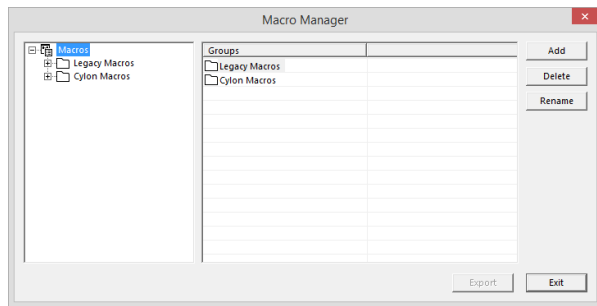 Macro Manager
Macros
Legacy Macros
Cylon Macros
Groups
Legacy Macros
Cylon Macros
Add
Delete
Rename
Export
Exit